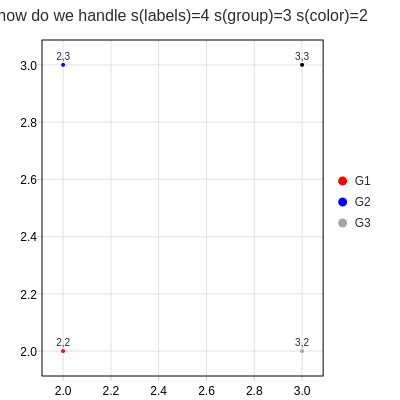 how do we handle s(labels)=4 s(group)=3 s(color)=2
2,3
3,3
3.0
2.8
2.6
2.4
2.2
2.0
2,2
3,2
G1
G2
G3
2.0 2.2 2.4 2.6 2.8 3.0